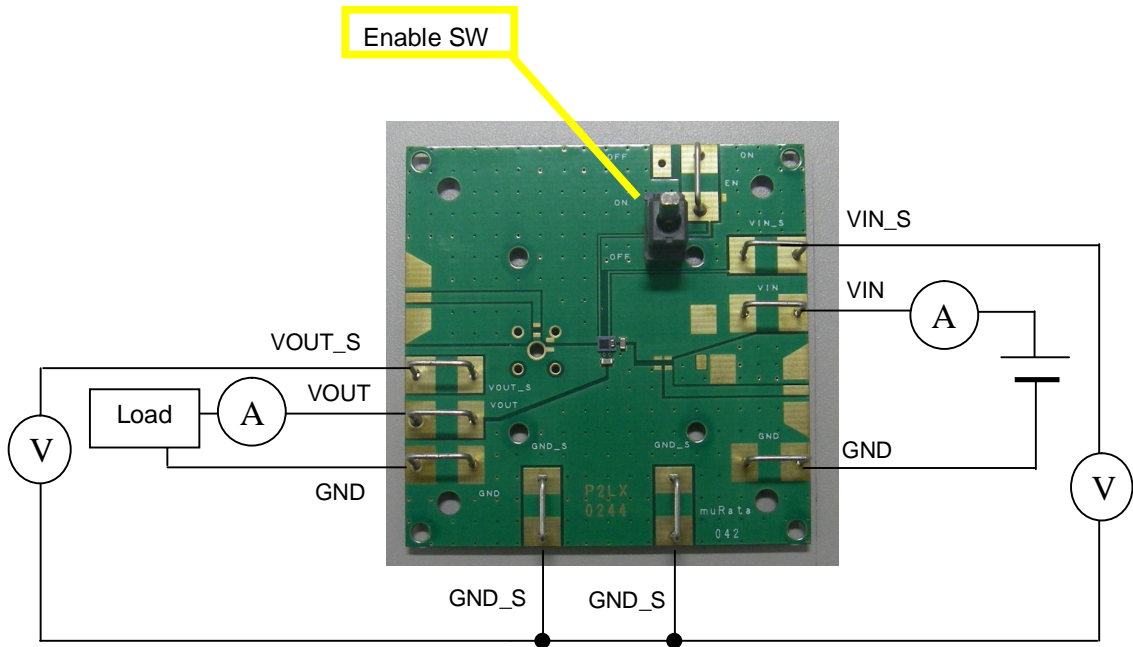 Enable SW
OFF
ON
EN
ON
OFF
VIN_S
VIN_S
VIN
VIN
A
VOUT_S
VOUT_S
VOUT
VOUT
Load
A
V
GND_S
GND_S
GND
GND
GND
GND
P2LX
0244
muRata
042
V
GND_S
GND_S